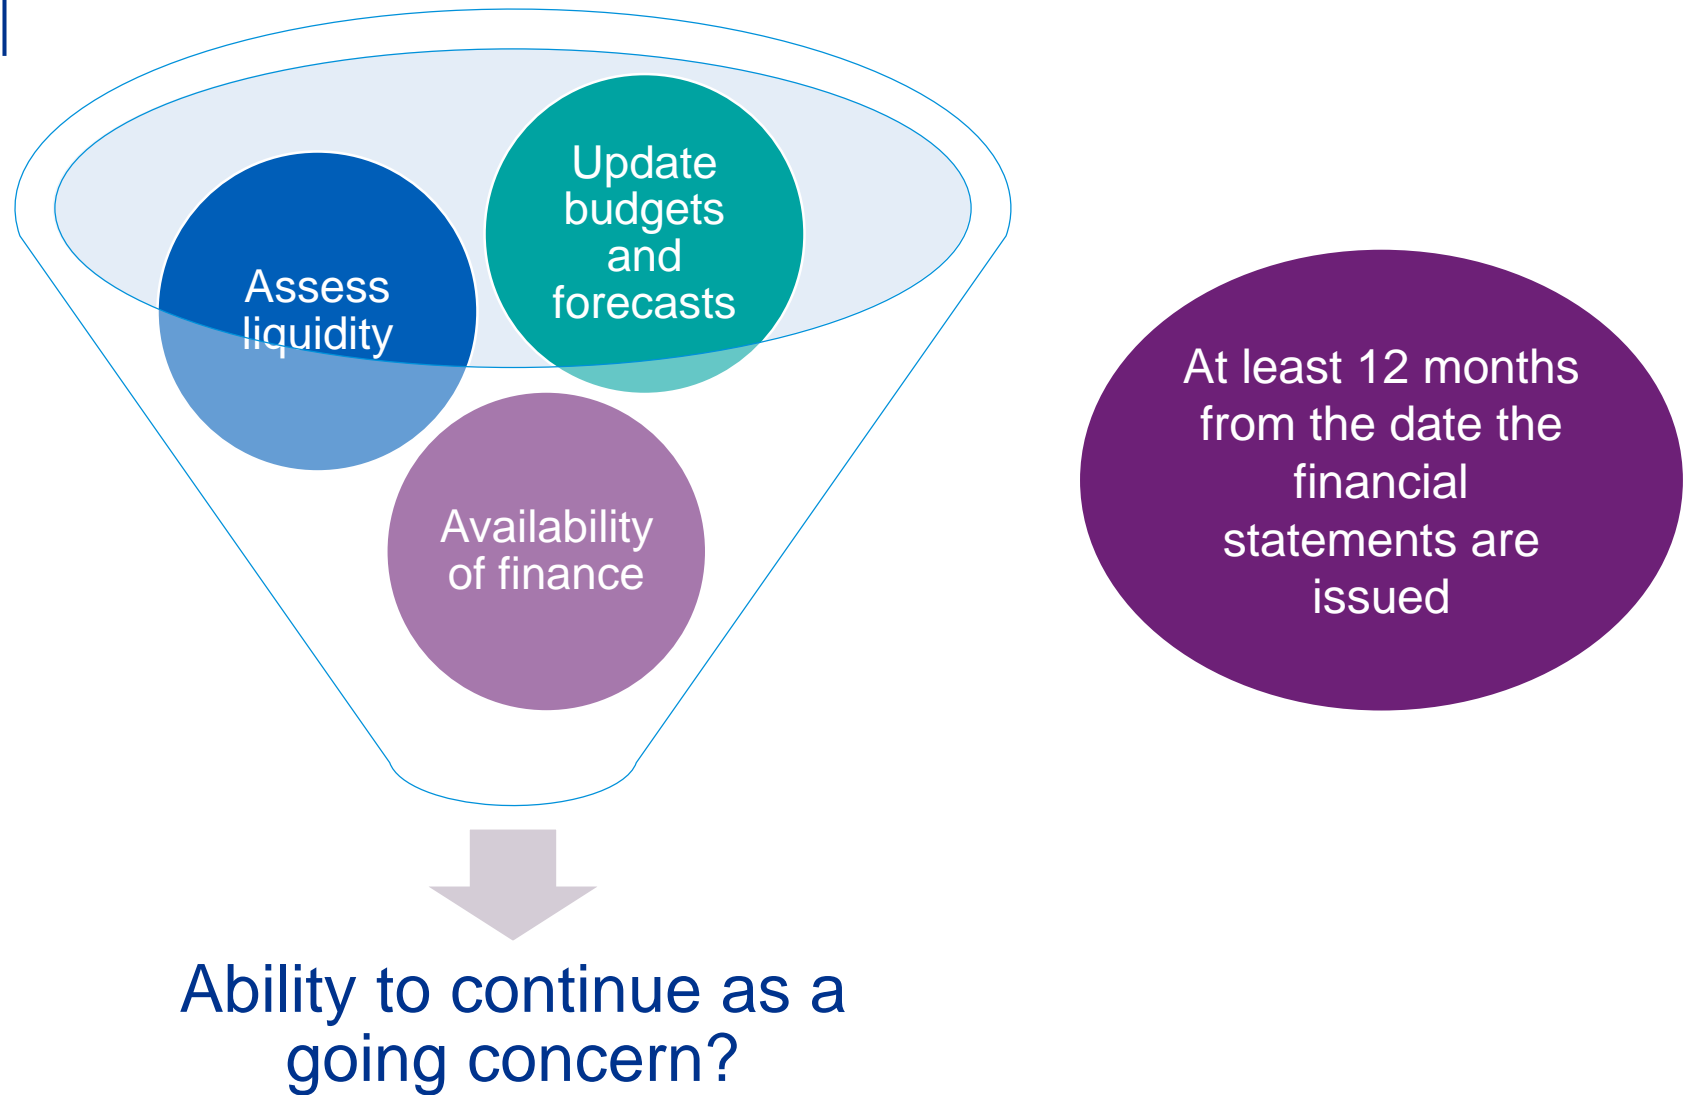 Update
budgets
and
forecasts
Assess
liquidity
Availability
of finance
At least 12 months
from the date the
financial
statements are
issued
Ability to continue as a
going concern?